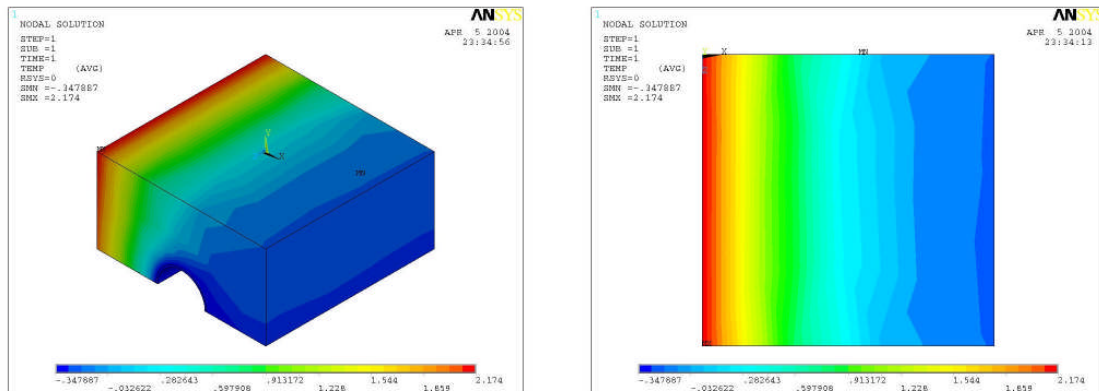 1
ANSYS
NODAL SOLUTION
APR 5 2004
23:34:56
STEP=1
SUB =1
TIME=1
TEMP (AVG)
RSYS=0
SMN =-.347887
SMX =2.174
Y
X
MN
-.347887 .282643 .913172 1.544 2.174
-.032622 .597908 1.228 1.859
1
ANSYS
NODAL SOLUTION
APR 5 2004
23:34:13
STEP=1
SUB =1
TIME=1
TEMP (AVG)
RSYS=0
SMN =-.347887
SMX =2.174
Y X MN
-.347887 .282643 .913172 1.544 2.174
-.032622 .597908 1.228 1.859